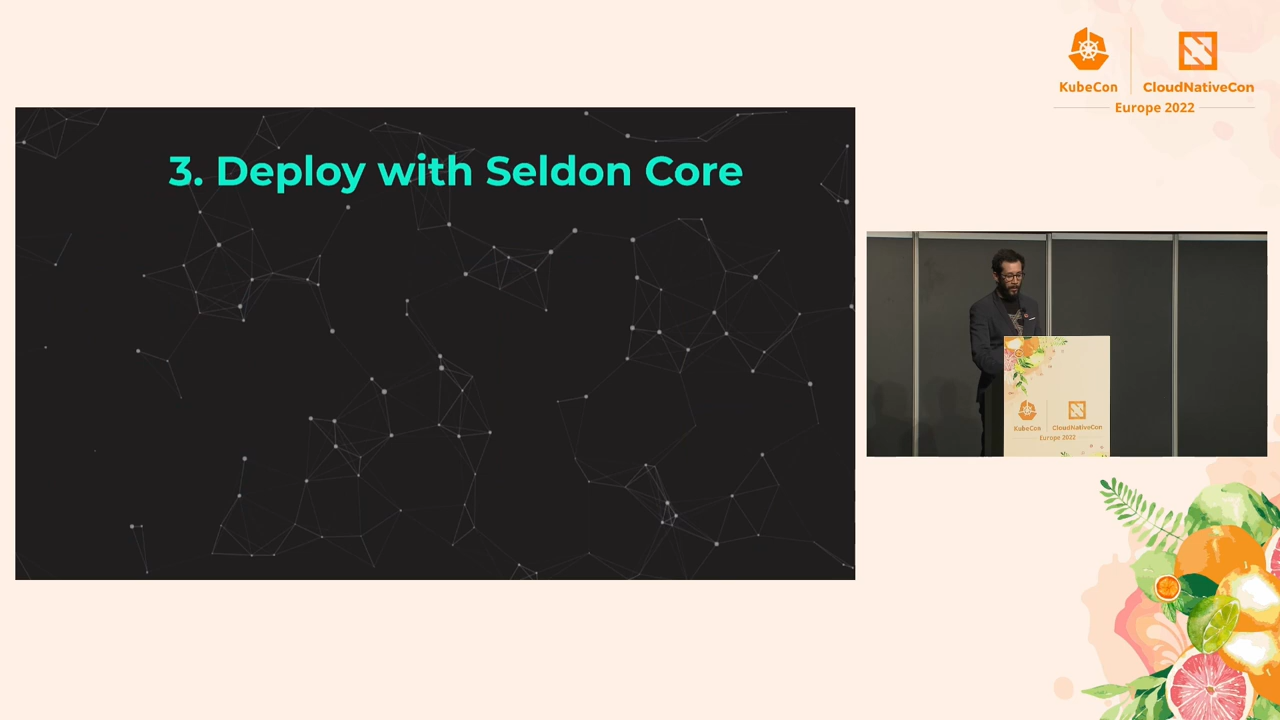 KubeCon
CloudNativeCon
Europe 2022
3. Deploy with Seldon Core
KubeCon
CloudNativeCon
Europe 2022